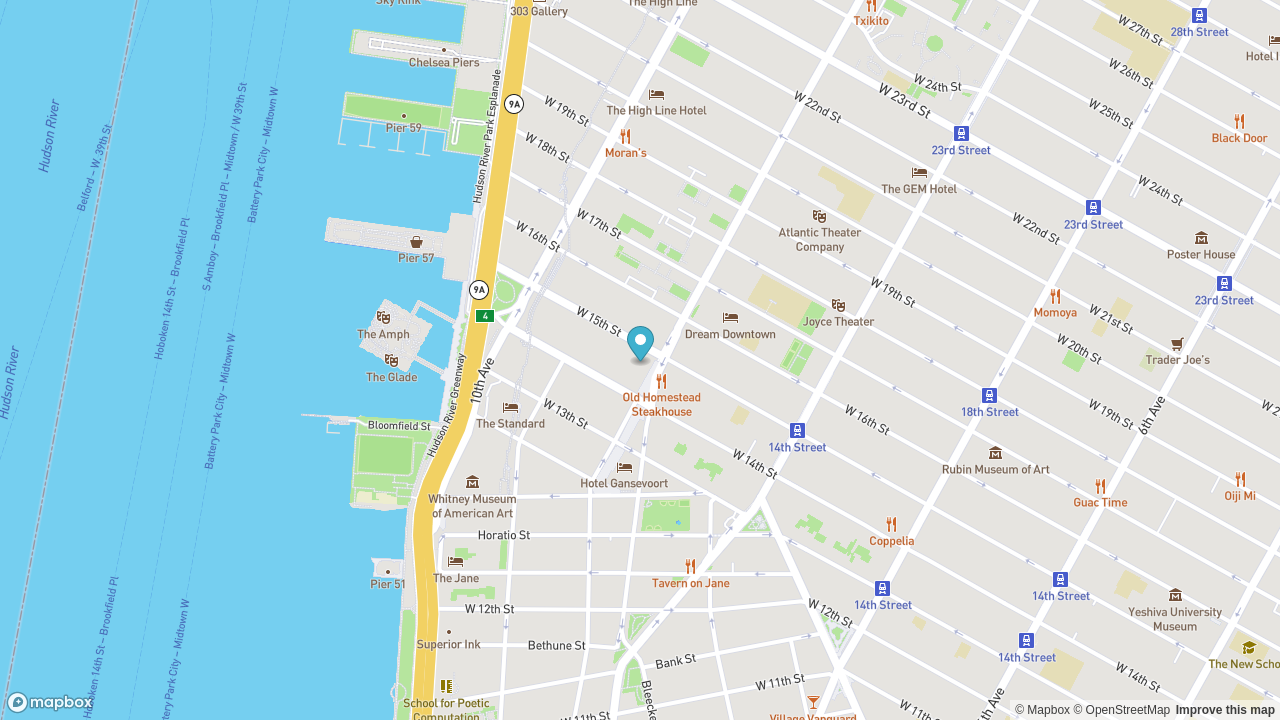 Sky Rink
303 Gallery
The High Line
Txikito
28th Street
W 27th St
Hotel I
Chelsea Piers
W 26th St
W 24th St
W 23rd St
W 25th St
9A
Hudson River Park Esplanade
The High Line Hotel
W 22nd St
W 19th St
Black Door
Pier 59
Hudson River
Belford – W. 39th St
S Amboy – Brookfield Pl – Midtown / W 39th St
Battery Park City – Midtown W
Moran's
W 18th St
23rd Street
The GEM Hotel
W 24th St
23rd Street
W 17th St
W 22nd St
Atlantic Theater
Company
W 16th St
Poster House
Pier 57
Hoboken 14th St – Brookfield Pl
9A
W 19th St
23rd Street
4
The Amph
W 15th St
Dream Downtown
Joyce Theater
Momoya
W 21st St
W 20th St
Trader Joe's
The Glade
Hudson River
Battery Park City – Midtown W
Hudson River Greenway
10th Ave
Old Homestead
Steakhouse
W 13th St
W 16th St
18th Street
W 19th St
6th Ave
W 2
Bloomfield St
The Standard
14th Street
W 14th St
Rubin Museum of Art
Hotel Gansevoort
Whitney Museum
of American Art
Guac Time
Oiji Mi
Horatio St
Coppelia
Pier 51
The Jane
Tavern on Jane
14th Street
14th Street
W 12th St
W 12th St
Yeshiva University
Museum
Hoboken 14th St – Brookfield Pl
Battery Park City – Midtown W
Superior Ink
Bethune St
Bank St
14th Street
The New Scho
W 14th St
W 11th St
School for Poetic
Computation
Bleecke
W 11th St
Village Vanguard
W 11th S
th Ave
mapbox
© Mapbox © OpenStreetMap Improve this map